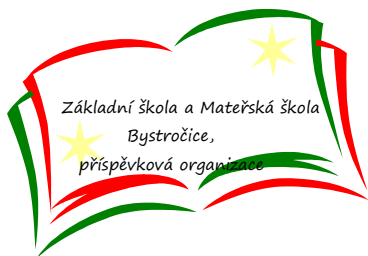 Základní škola a Mateřská škola
Bystročice,
příspěvková organizace